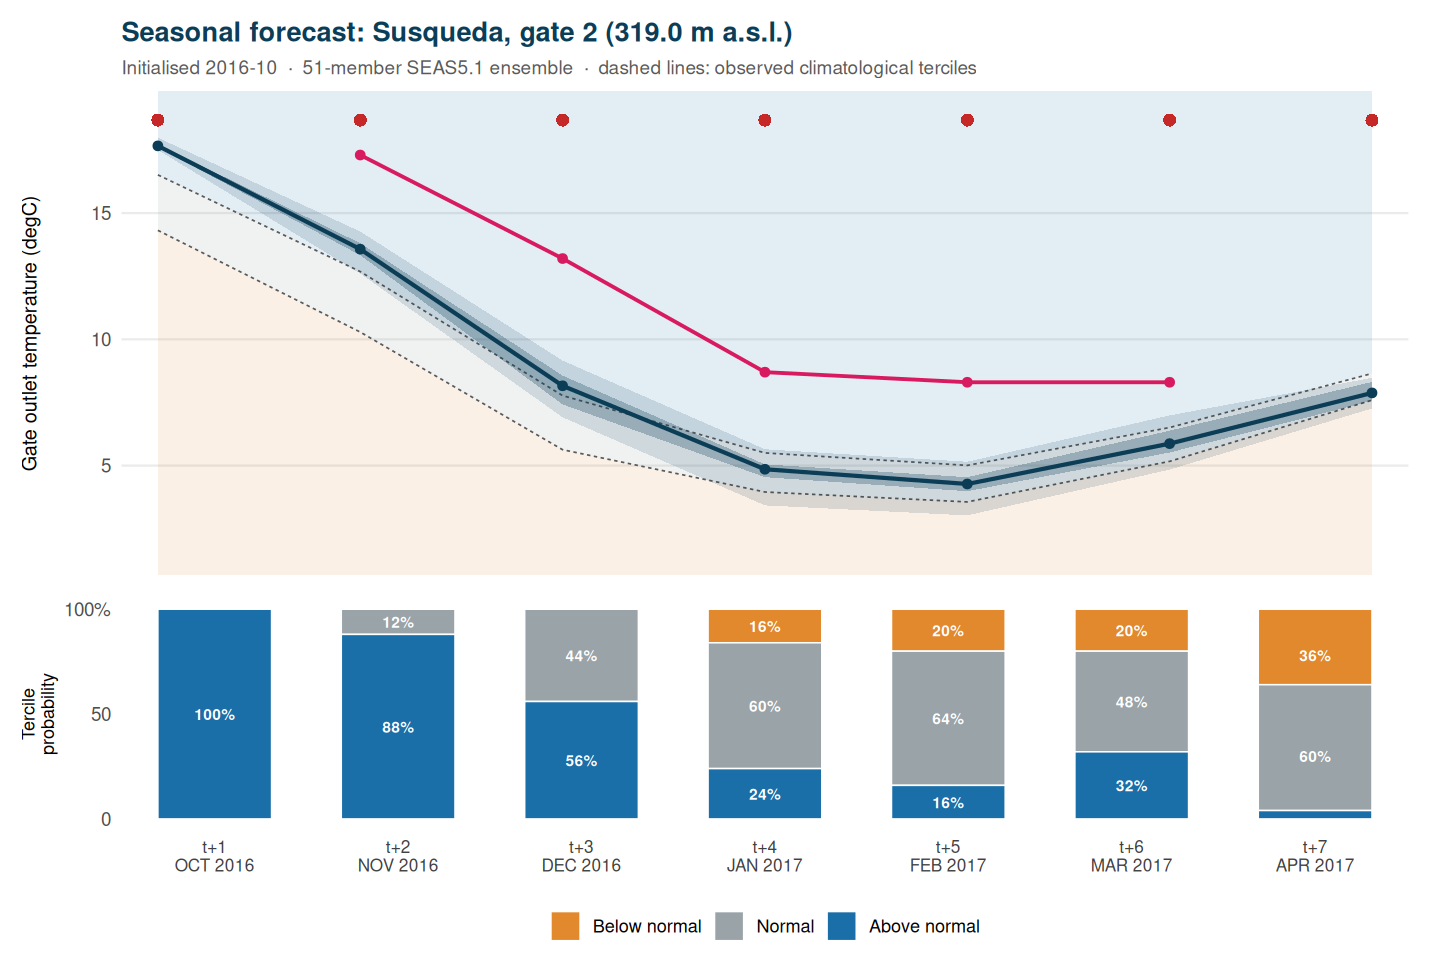 Seasonal forecast: Susqueda, gate 2 (319.0 m a.s.l.)
Initialised 2016-10 · 51-member SEAS5.1 ensemble · dashed lines: observed climatological terciles
Gate outlet temperature (degC)
15
10
5
Tercile
probability
100%
50
0
100%
12%
88%
44%
56%
16%
60%
24%
20%
64%
16%
20%
48%
32%
36%
60%
t+1
OCT 2016
t+2
NOV 2016
t+3
DEC 2016
t+4
JAN 2017
t+5
FEB 2017
t+6
MAR 2017
t+7
APR 2017
Below normal
Normal
Above normal